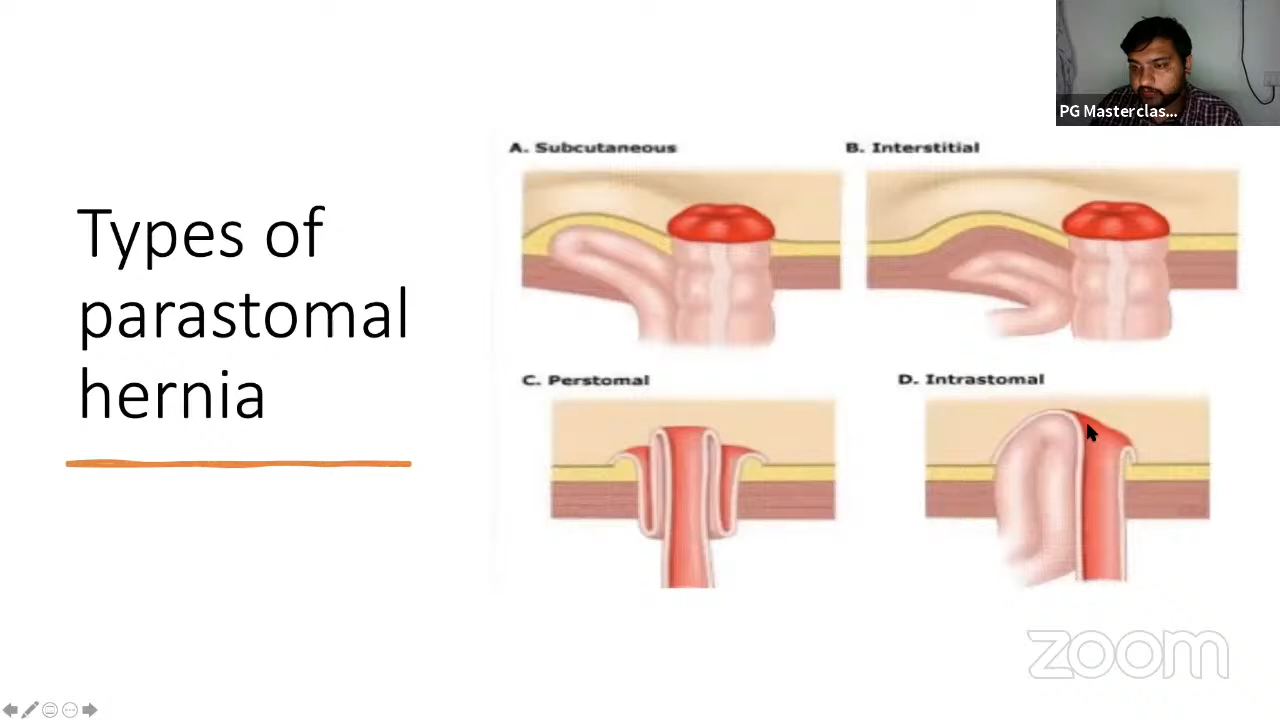 PG Masterclas...
Types of
parastomal
hernia
A. Subcutaneous
B. Interstitial
C. Perstomal
D. Intrastomal
zoom